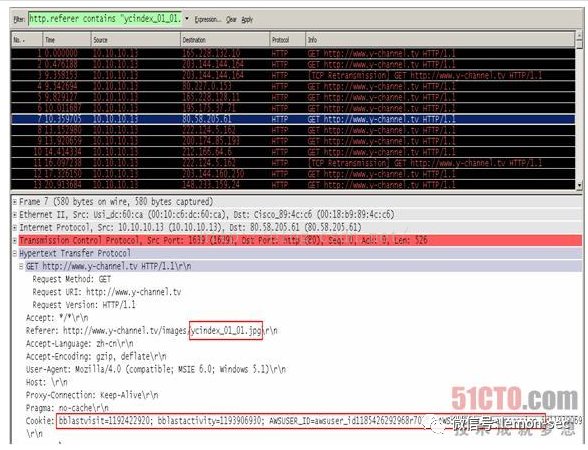 Filter: http.referer contains "ycindex_01_01. Expression... Clear Apply
No. Time Source Destination Protocol Info
1 0.000000 10.10.10.13 165.228.132.10 HTTP GET http://www.y-channel.tv HTTP/1.1
2 0.476188 10.10.10.13 203.144.144.164 HTTP GET http://www.y-channel.tv HTTP/1.1
3 9.358153 10.10.10.13 203.144.144.164 HTTP [TCP Retransmission] GET http://www.y-channel.tv HTTP/1.1
4 9.542694 10.10.10.13 80.227.0.153 HTTP GET http://www.y-channel.tv HTTP/1.1
5 9.829127 10.10.10.13 165.228.128.11 HTTP GET http://www.y-channel.tv HTTP/1.1
6 10.011687 10.10.10.13 HTTP GET http://www.y-channel.tv HTTP/1.1
7 10.359705 10.10.10.13 80.58.205.61 HTTP GET http://www.y-channel.tv HTTP/1.1
8 13.152980 10.10.10.13 222.124.5.162 HTTP GET http://www.y-channel.tv HTTP/1.1
9 13.920659 10.10.10.13 200.174.85.193 HTTP GET http://www.y-channel.tv HTTP/1.1
10 14.414334 10.10.10.13 212.166.64.6 HTTP GET http://www.y-channel.tv HTTP/1.1
11 16.097238 10.10.10.13 222.124.5.162 HTTP [TCP Retransmission] GET http://www.y-channel.tv HTTP/1.1
12 17.326150 10.10.10.13 203.144.160.250 HTTP GET http://www.y-channel.tv HTTP/1.1
13 20.913684 10.10.10.13 148.233.159.24 HTTP GET http://www.y-channel.tv HTTP/1.1
Frame 7 (580 bytes on wire, 580 bytes captured)
Ethernet II, Src: Usi_dc:60:ca (00:10:c6:dc:60:ca), Dst: Cisco_89:4c:c6 (00:18:b9:89:4c:c6)
Internet Protocol, Src: 10.10.10.13 (10.10.10.13), Dst: 80.58.205.61 (80.58.205.61)
Transmission Control Protocol, Src Port: 1639 (1639), Dst Port: http (80), Seq: 0, Ack: 0, Len: 526
Hypertext Transfer Protocol
GET http://www.y-channel.tv HTTP/1.1\r\n
Request Method: GET
Request URI: http://www.y-channel.tv
Request Version: HTTP/1.1
Accept: */*\r\n
Referer: http://www.y-channel.tv/images/ycindex_01_01.jpg\r\n
Accept-Language: zh-cn\r\n
Accept-Encoding: gzip, deflate\r\n
User-Agent: Mozilla/4.0 (compatible; MSIE 6.0; Windows 5.1)\r\n
Host: \r\n
Proxy-Connection: Keep-Alive\r\n
Pragma: no-cache\r\n
Cookie: bblastvisit=1192422920; bblastactivity=1193906930; AWSUSER_ID=awsuser_id1185426292968r70
\r\n
51CTO.com
技术成就梦想
微信号: lemon-sec